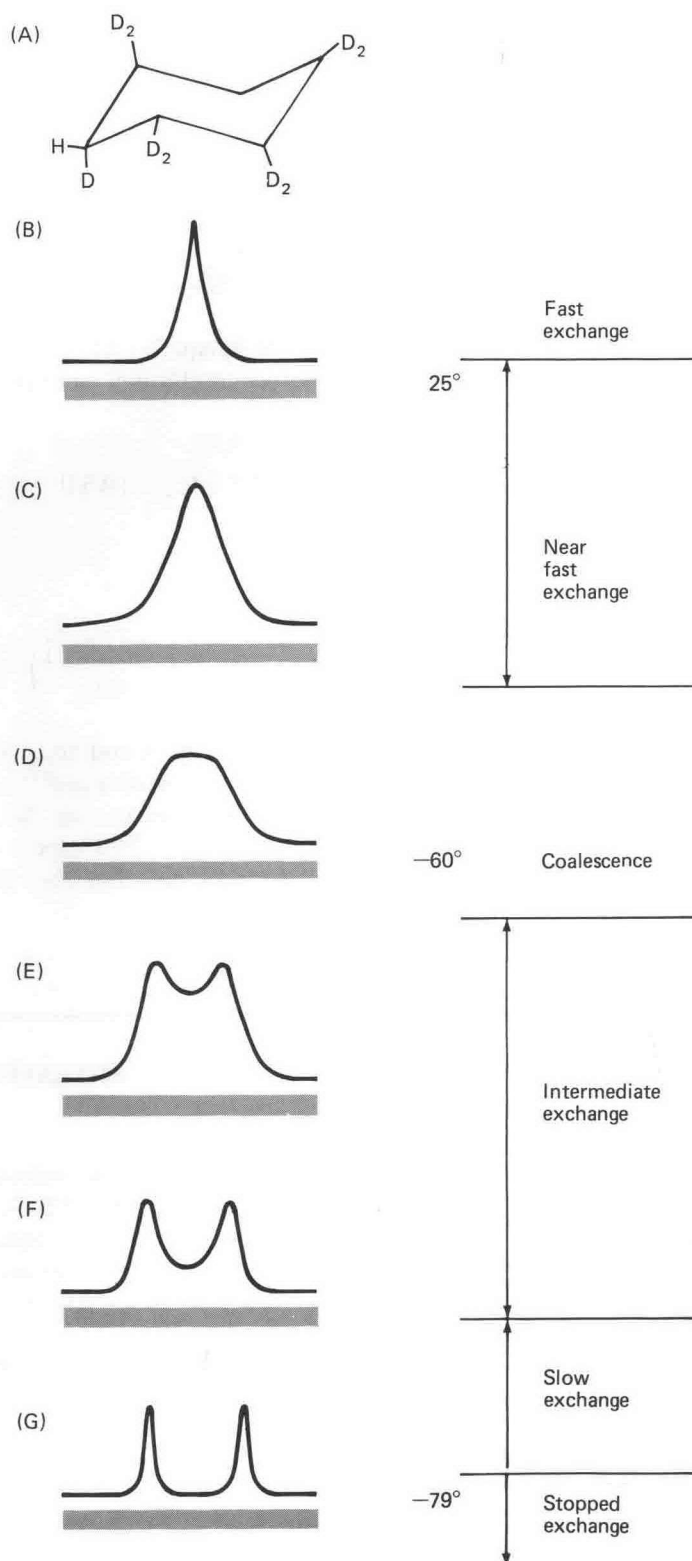 (A)
D₂
D₂
H
D
D₂
D₂
(B)
Fast
exchange
25°
(C)
Near
fast
exchange
(D)
−60°
Coalescence
(E)
Intermediate
exchange
(F)
Slow
exchange
(G)
−79°
Stopped
exchange